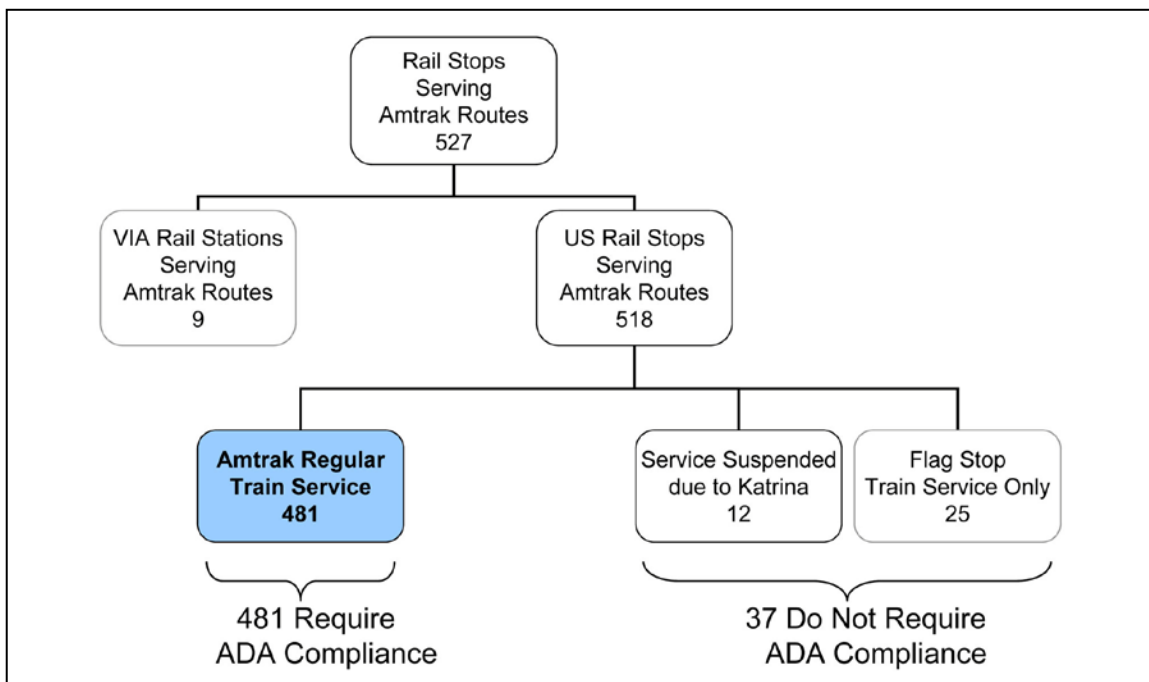 Rail Stops
Serving
Amtrak Routes
527
VIA Rail Stations
Serving
Amtrak Routes
9
US Rail Stops
Serving
Amtrak Routes
518
Amtrak Regular
Train Service
481
Service Suspended
due to Katrina
12
Flag Stop
Train Service Only
25
481 Require
ADA Compliance
37 Do Not Require
ADA Compliance